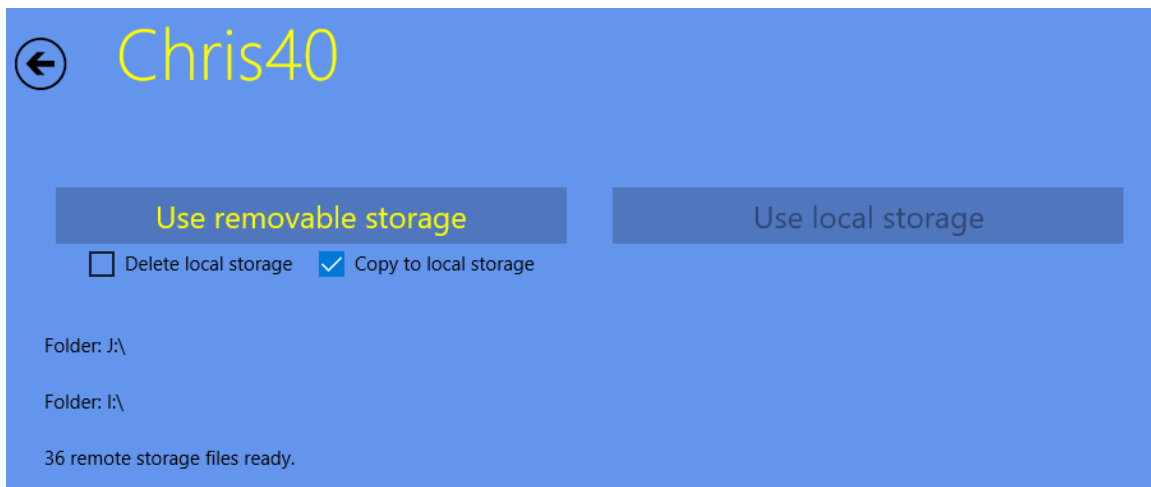 Chris40
Use removable storage
Use local storage
Delete local storage
Copy to local storage
Folder: J:\
Folder: I:\
36 remote storage files ready.